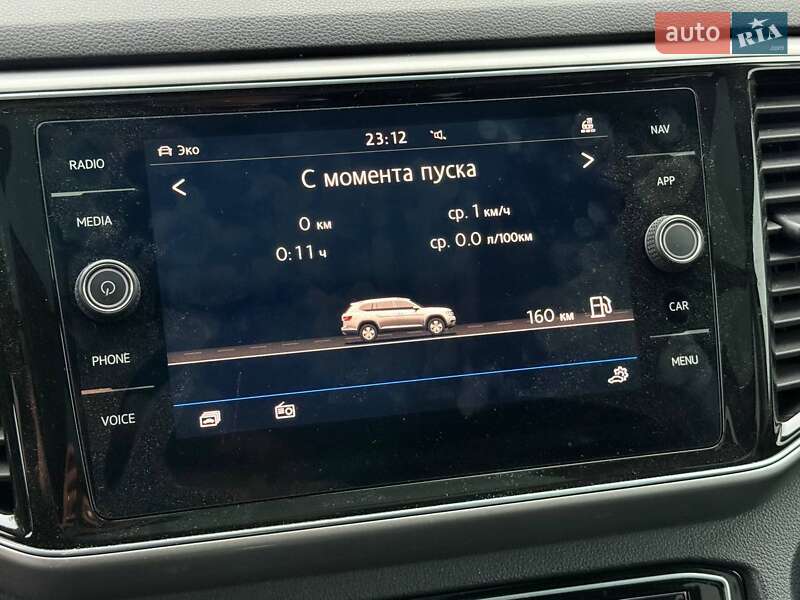 auto RIA .com
RADIO
MEDIA
PHONE
VOICE
Эко
23:12
С момента пуска
0 км
ср. 1 км/ч
0:11 ч
ср. 0.0 л/100км
160 км
NAV
APP
CAR
MENU